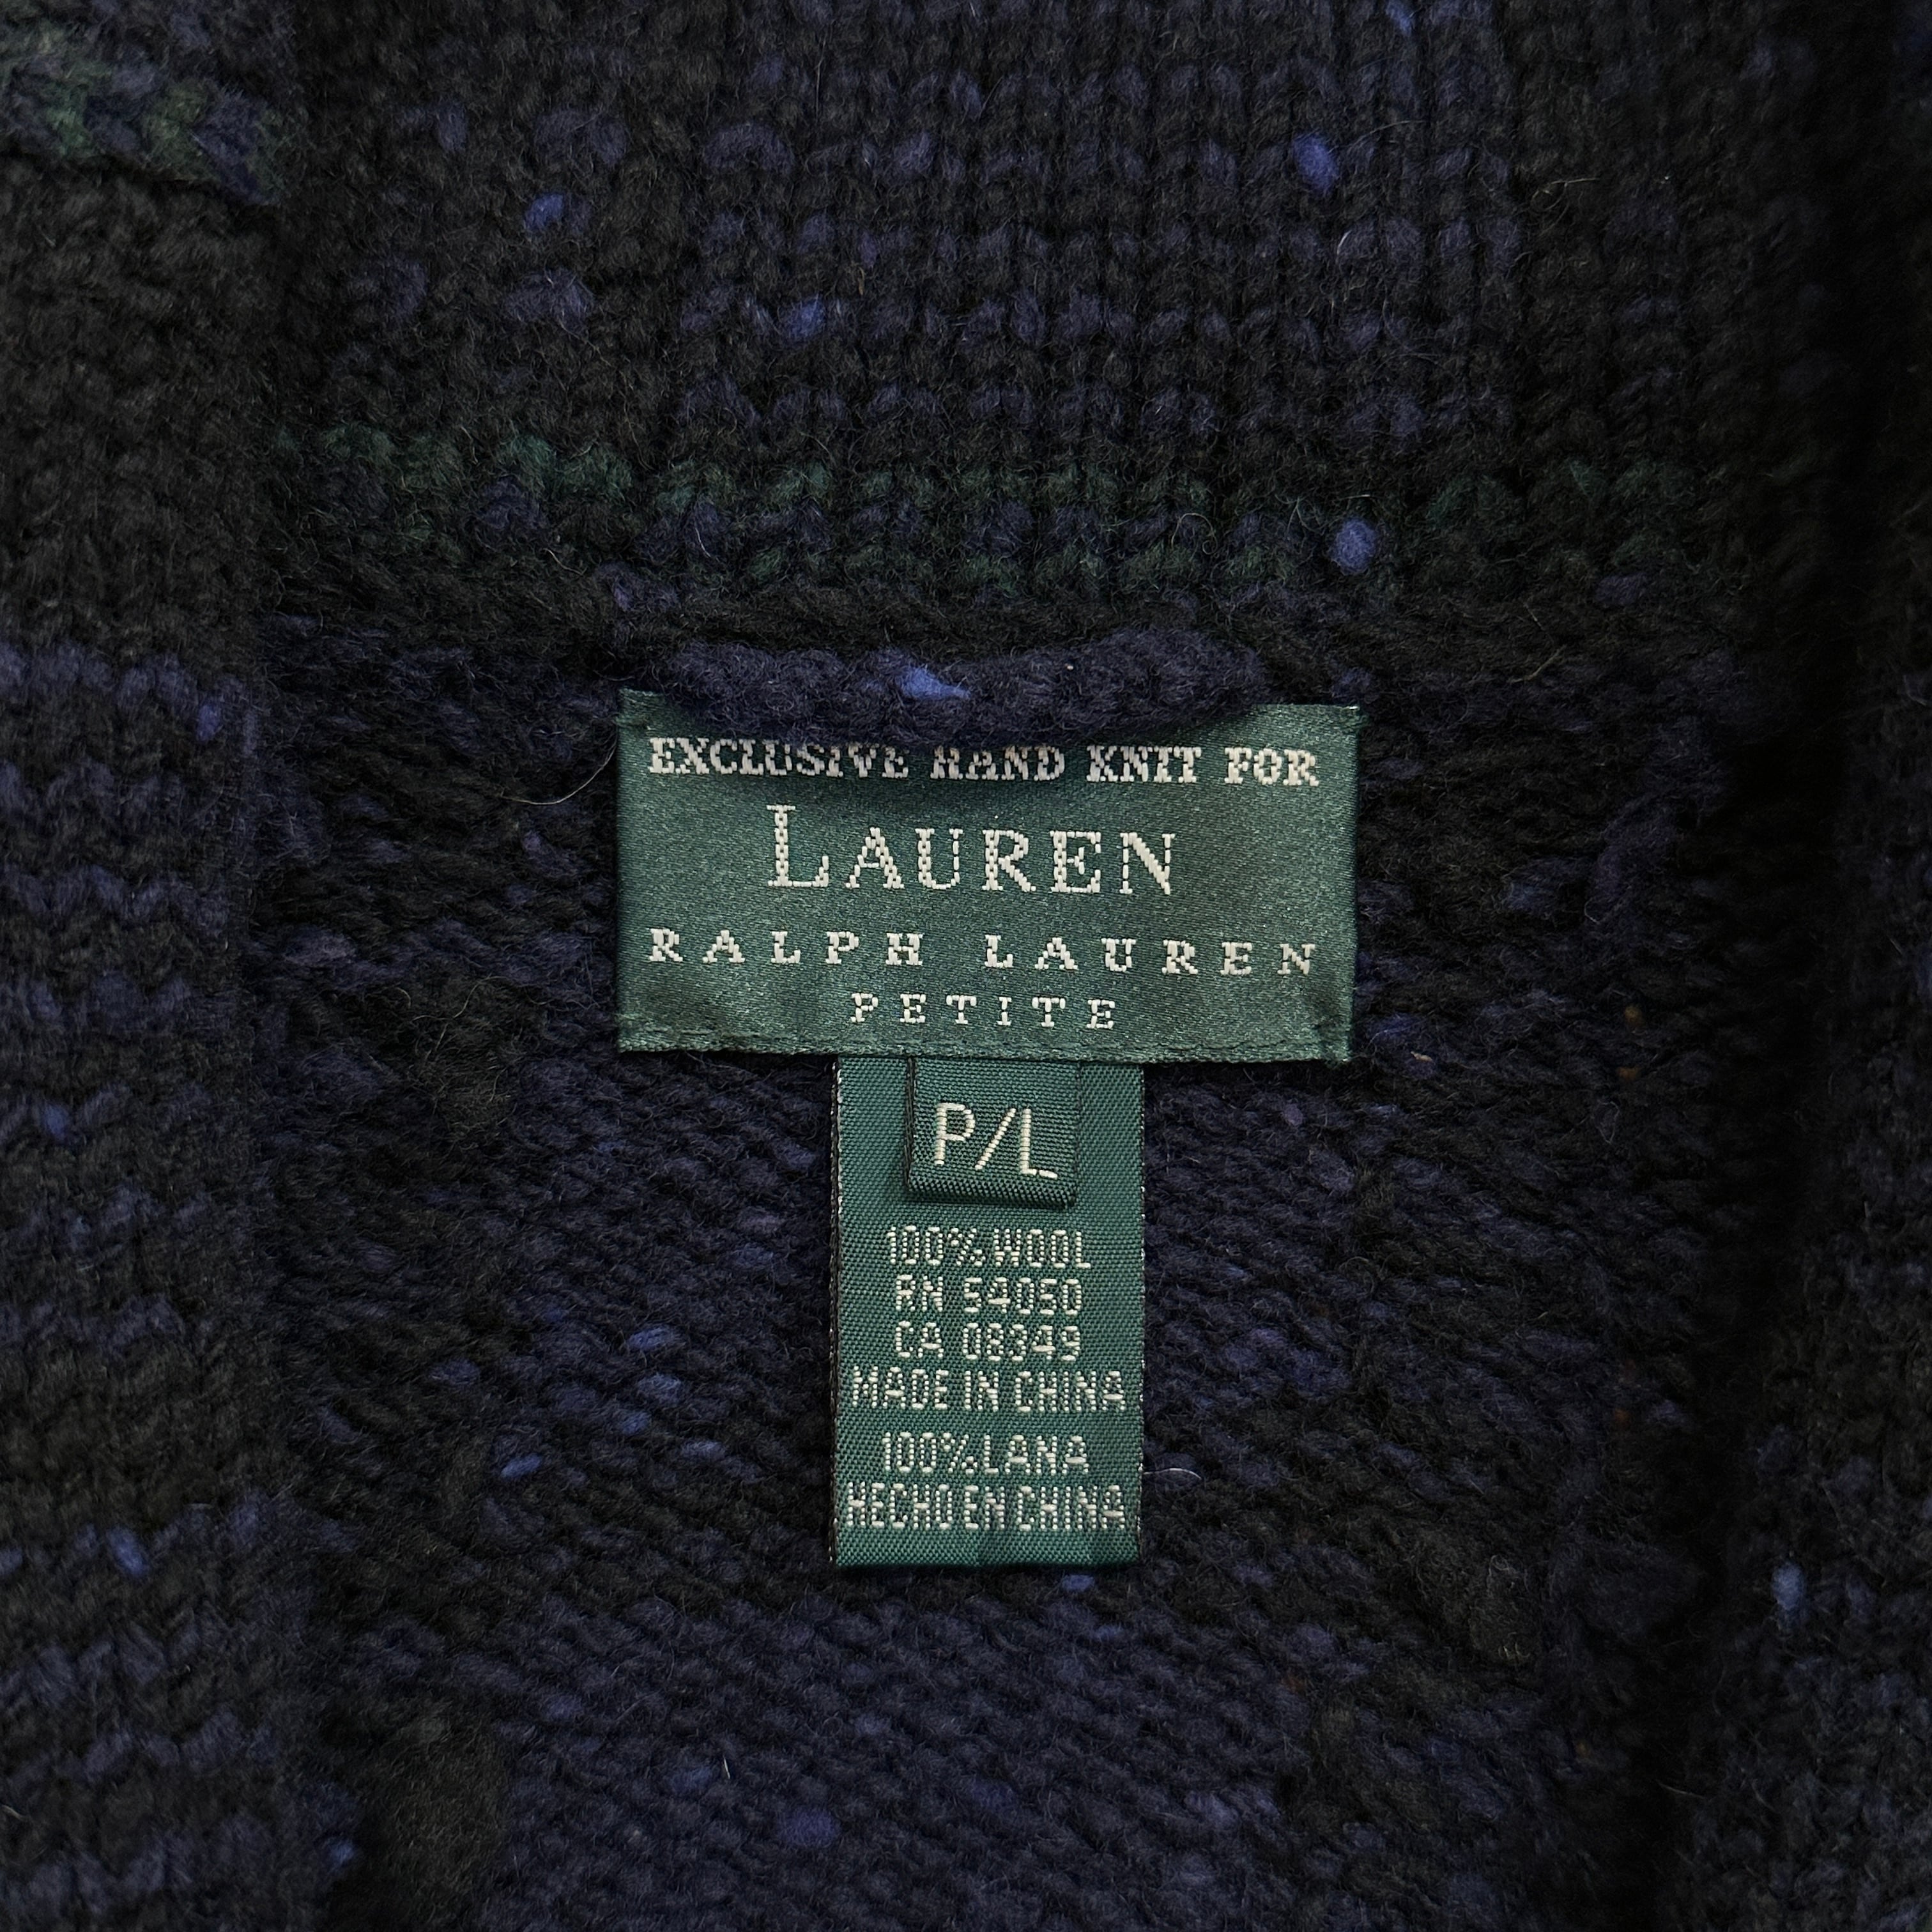 EXCLUSIVE HAND KNIT FOR
LAUREN
RALPH LAUREN
PETITE
P/L
100% WOOL
RN 54050
CA 08349
MADE IN CHINA
100% LANA
HECHO EN CHINA